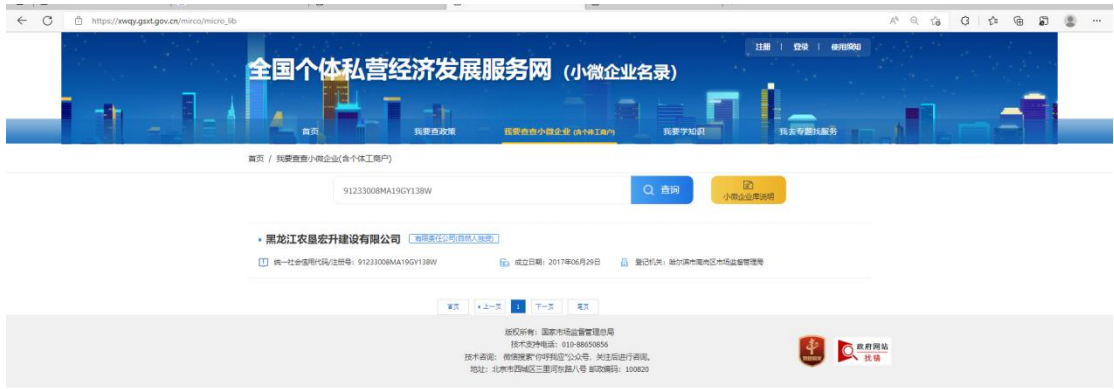 https://xwqy.gsxt.gov.cn/mirco/micro_lib
注册 | 登录 | 使用须知
全国个体私营经济发展服务网 (小微企业名录)
首页 我要查政策 我要查查小微企业 (含个体工商户) 我要学知识 我去专题找服务
首页 / 我要查查小微企业(含个体工商户)
91233008MA19GY138W 查询 小微企业库说明
黑龙江农垦宏升建设有限公司 有限责任公司(自然人独资)
统一社会信用代码/注册号: 91233008MA19GY138W 成立日期: 2017年06月29日 登记机关: 哈尔滨市南岗区市场监督管理局
首页 上一页 1 下一页 尾页
版权所有: 国家市场监督管理总局
技术支持电话: 010-88650856
技术咨询: 微信搜索"你呼我应"公众号, 关注后进行咨询。
地址: 北京市西城区三里河东路八号 邮政编码: 100820
政府网站
找错